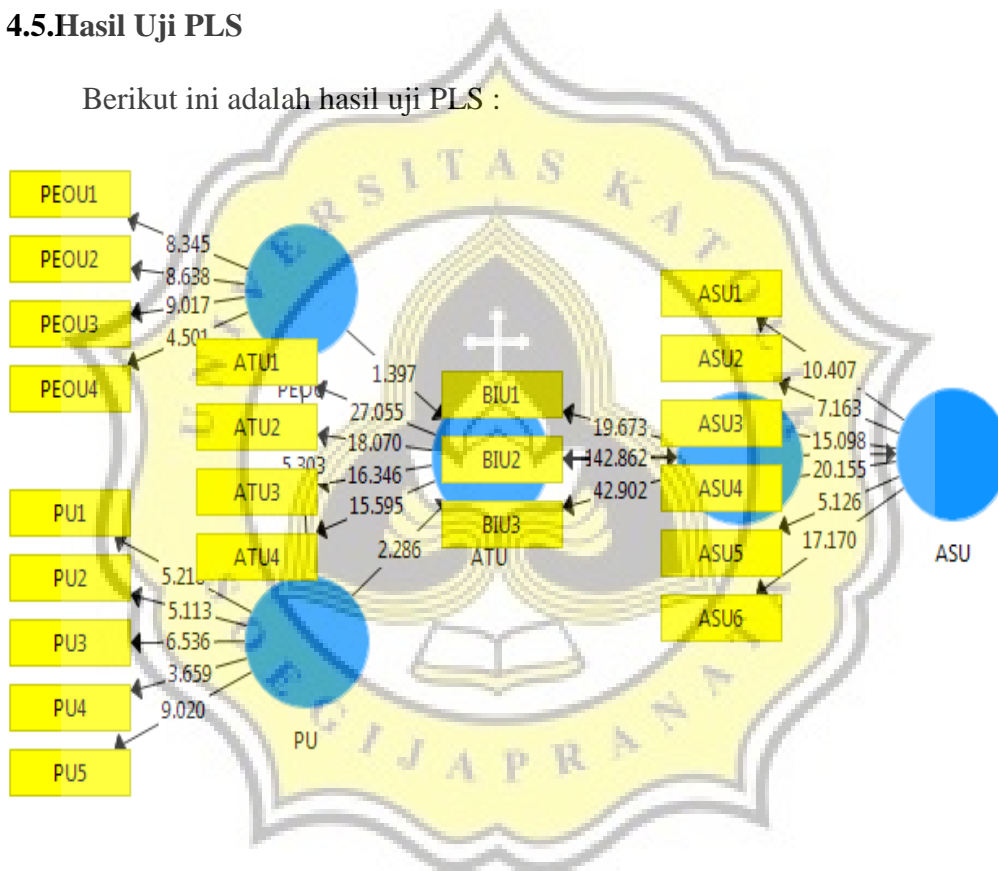 4.5.Hasil Uji PLS
Berikut ini adalah hasil uji PLS :
UNIVERSITAS KATOLIK
PEOU1
PEOU2
PEOU3
PEOU4
8.345
8.638
9.017
4.501
PEOU
ATU1
ATU2
ATU3
ATU4
1.397
27.055
18.070
16.346
15.595
5.303
2.286
BIU1
BIU2
BIU3
ATU
19.673
142.862
42.902
ASU1
ASU2
ASU3
ASU4
ASU5
ASU6
10.407
7.163
15.098
20.155
5.126
17.170
ASU
PU1
PU2
PU3
PU4
PU5
5.113
6.536
3.659
9.020
PU
SOEGIJAPRANATA